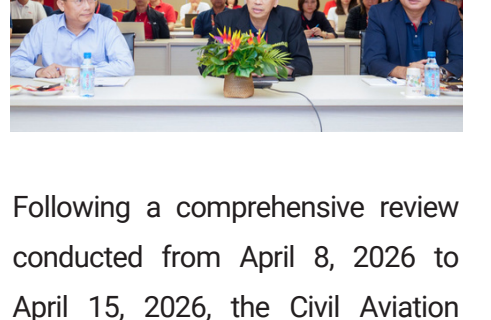 Following a comprehensive review
conducted from April 8, 2026 to
April 15, 2026, the Civil Aviation